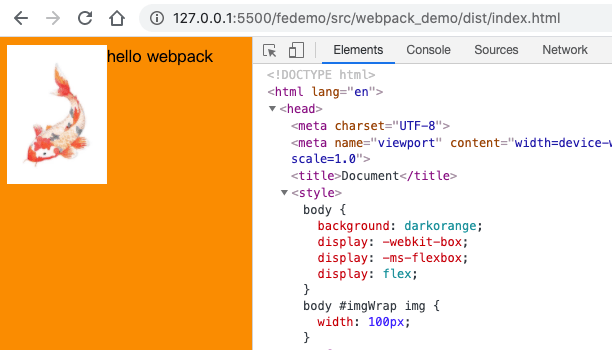 127.0.0.1:5500/fedemo/src/webpack_demo/dist/index.html
hello webpack
Elements Console Sources Network
<!DOCTYPE html>
<html lang="en">
<head>
<meta charset="UTF-8">
<meta name="viewport" content="width=device-w
scale=1.0">
<title>Document</title>
<style>
body {
background: darkorange;
display: -webkit-box;
display: -ms-flexbox;
display: flex;
}
body #imgWrap img {
width: 100px;
}